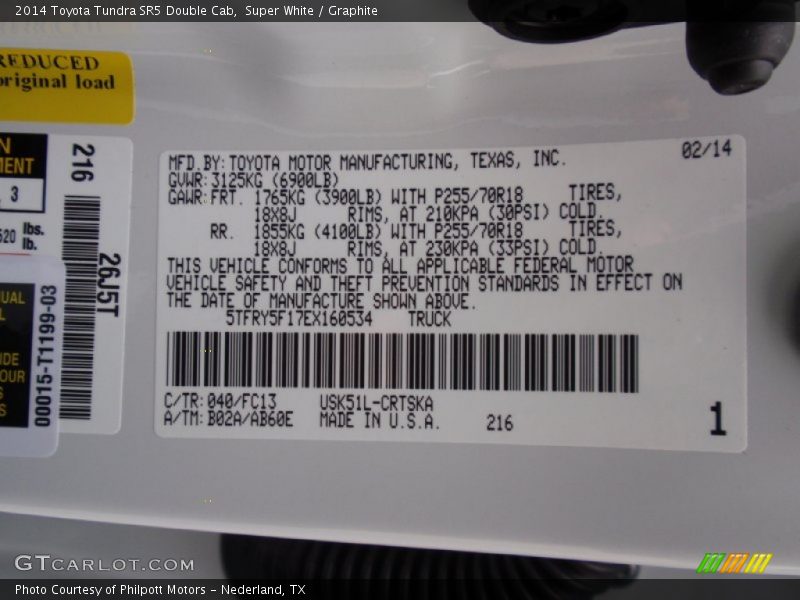 2014 Toyota Tundra SR5 Double Cab, Super White / Graphite
REDUCED
original load
MENT
3
520 lbs.
lb.
216
26J5T
00015-T1199-03
MFD. BY: TOYOTA MOTOR MANUFACTURING, TEXAS, INC. 02/14
GVWR: 3125KG (6900LB)
GAWR: FRT. 1765KG (3900LB) WITH P255/70R18 TIRES,
18X8J RIMS, AT 210KPA (30PSI) COLD.
RR. 1855KG (4100LB) WITH P255/70R18 TIRES,
18X8J RIMS, AT 230KPA (33PSI) COLD.
THIS VEHICLE CONFORMS TO ALL APPLICABLE FEDERAL MOTOR
VEHICLE SAFETY AND THEFT PREVENTION STANDARDS IN EFFECT ON
THE DATE OF MANUFACTURE SHOWN ABOVE.
5TFRY5F17EX160534 TRUCK
C/TR: 040/FC13 USK51L-CRTSKA
A/TM: B02A/AB60E MADE IN U.S.A. 216 1
GTCARLOT.COM
Photo Courtesy of Philpott Motors - Nederland, TX